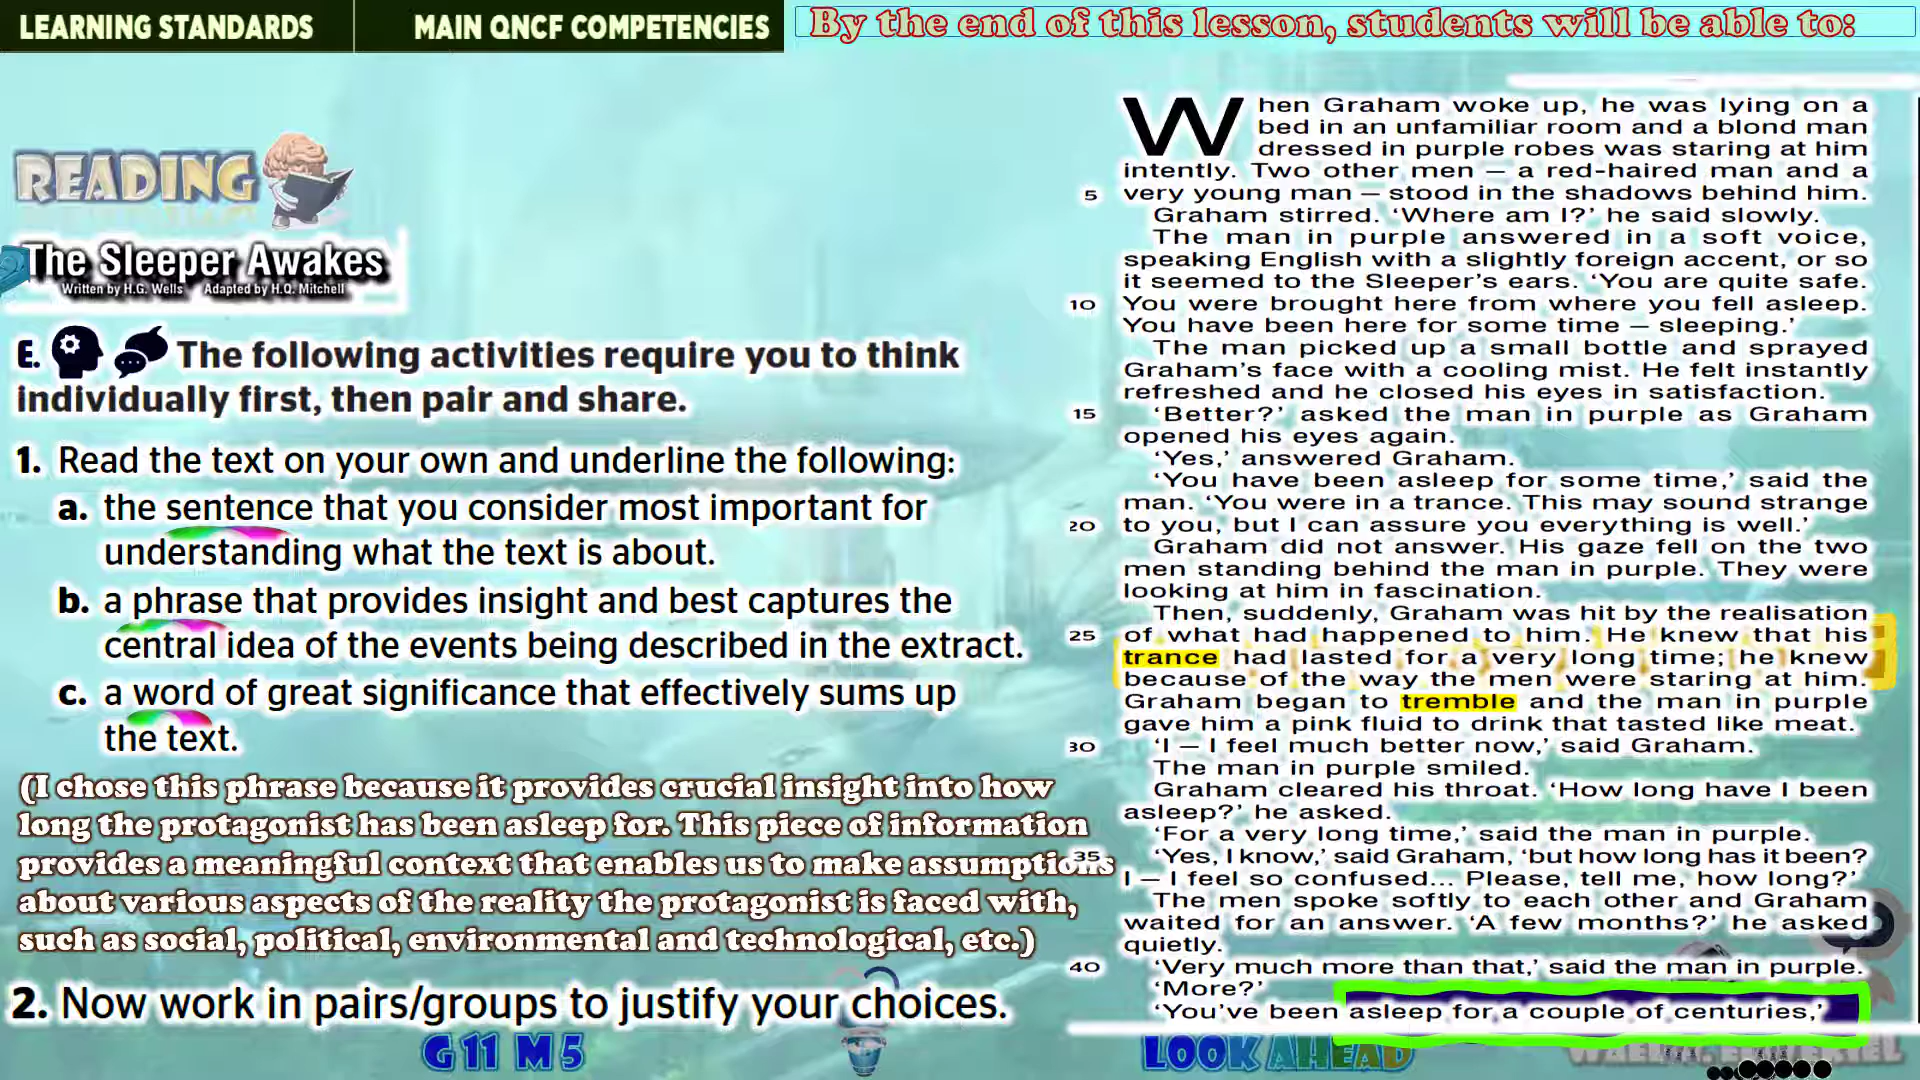 LEARNING STANDARDS
MAIN QNCF COMPETENCIES
By the end of this lesson, students will be able to:
READING
The Sleeper Awakes
Written by H.G. Wells Adapted by H.Q. Mitchell
E. The following activities require you to think
individually first, then pair and share.
1. Read the text on your own and underline the following:
a. the sentence that you consider most important for
understanding what the text is about.
b. a phrase that provides insight and best captures the
central idea of the events being described in the extract.
c. a word of great significance that effectively sums up
the text.
(I chose this phrase because it provides crucial insight into how
long the protagonist has been asleep for. This piece of information
provides a meaningful context that enables us to make assumptions
about various aspects of the reality the protagonist is faced with,
such as social, political, environmental and technological, etc.)
2. Now work in pairs/groups to justify your choices.
G 11 M 5
When Graham woke up, he was lying on a
bed in an unfamiliar room and a blond man
dressed in purple robes was staring at him
intently. Two other men – a red-haired man and a
5 very young man – stood in the shadows behind him.
Graham stirred. ‘Where am I?’ he said slowly.
The man in purple answered in a soft voice,
speaking English with a slightly foreign accent, or so
it seemed to the Sleeper’s ears. ‘You are quite safe.
10 You were brought here from where you fell asleep.
You have been here for some time – sleeping.’
The man picked up a small bottle and sprayed
Graham’s face with a cooling mist. He felt instantly
refreshed and he closed his eyes in satisfaction.
15 ‘Better?’ asked the man in purple as Graham
opened his eyes again.
‘Yes,’ answered Graham.
‘You have been asleep for some time,’ said the
man. ‘You were in a trance. This may sound strange
20 to you, but I can assure you everything is well.’
Graham did not answer. His gaze fell on the two
men standing behind the man in purple. They were
looking at him in fascination.
Then, suddenly, Graham was hit by the realisation
25 of what had happened to him. He knew that his
trance had lasted for a very long time; he knew
because of the way the men were staring at him.
Graham began to tremble and the man in purple
gave him a pink fluid to drink that tasted like meat.
30 ‘I – I feel much better now,’ said Graham.
The man in purple smiled.
Graham cleared his throat. ‘How long have I been
asleep?’ he asked.
‘For a very long time,’ said the man in purple.
35 ‘Yes, I know,’ said Graham, ‘but how long has it been?
I – I feel so confused... Please, tell me, how long?’
The men spoke softly to each other and Graham
waited for an answer. ‘A few months?’ he asked
quietly.
40 ‘Very much more than that,’ said the man in purple.
‘More?’
‘You’ve been asleep for a couple of centuries,’
LOOK AHEAD